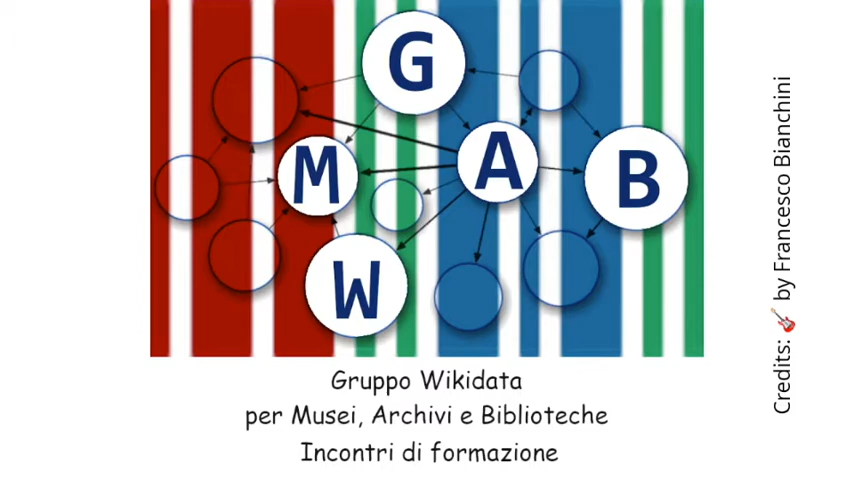 G
A
M
B
W
Gruppo Wikidata
per Musei, Archivi e Biblioteche
Incontri di formazione
Credits: 🎸 by Francesco Bianchini